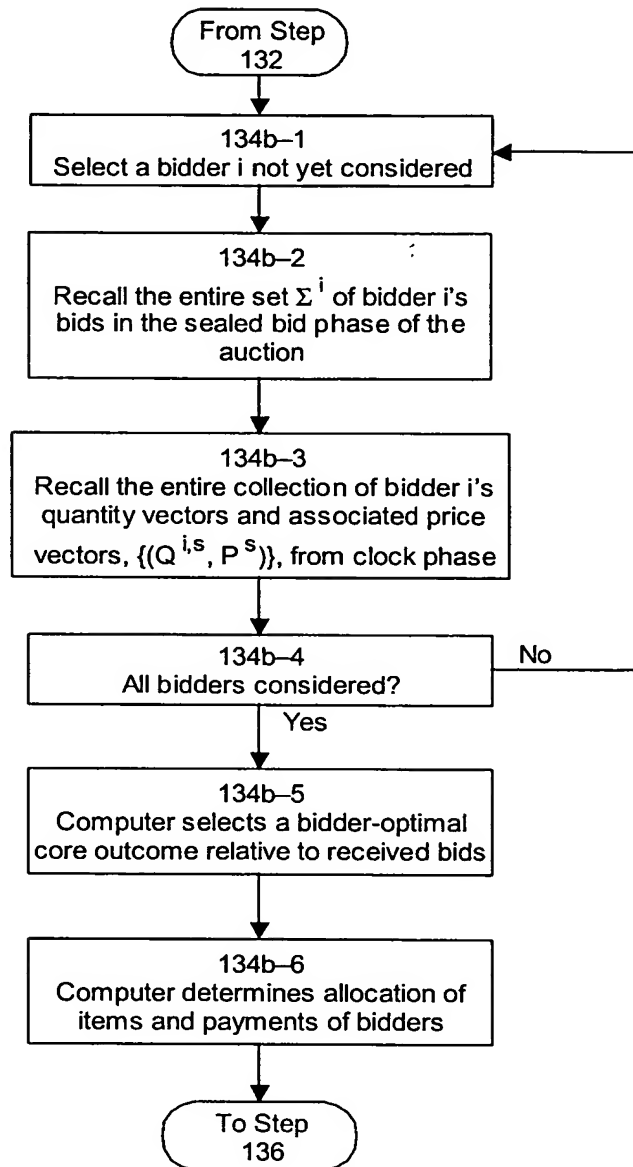 From Step
132
134b–1
Select a bidder i not yet considered
134b–2
Recall the entire set Σ^i of bidder i's
bids in the sealed bid phase of the
auction
134b–3
Recall the entire collection of bidder i's
quantity vectors and associated price
vectors, {(Q^i,s, P^s)}, from clock phase
134b–4
All bidders considered?
No
Yes
134b–5
Computer selects a bidder-optimal
core outcome relative to received bids
134b–6
Computer determines allocation of
items and payments of bidders
To Step
136